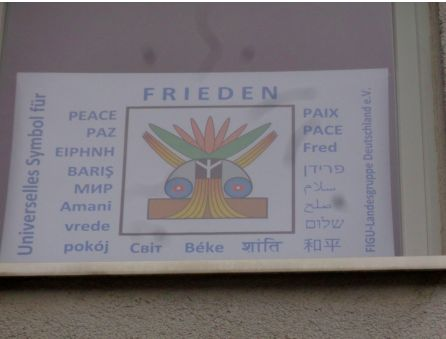 Universelles Symbol für
FRIEDEN
PEACE
PAZ
ΕΙΡΗΝΗ
BARIŞ
МИР
Amani
vrede
pokój
Світ
Béke
शांति
和平
PAIX
PACE
Fred
פרידן
سلام
صلح
שלום
FIGU-Landesgruppe Deutschland e.V.